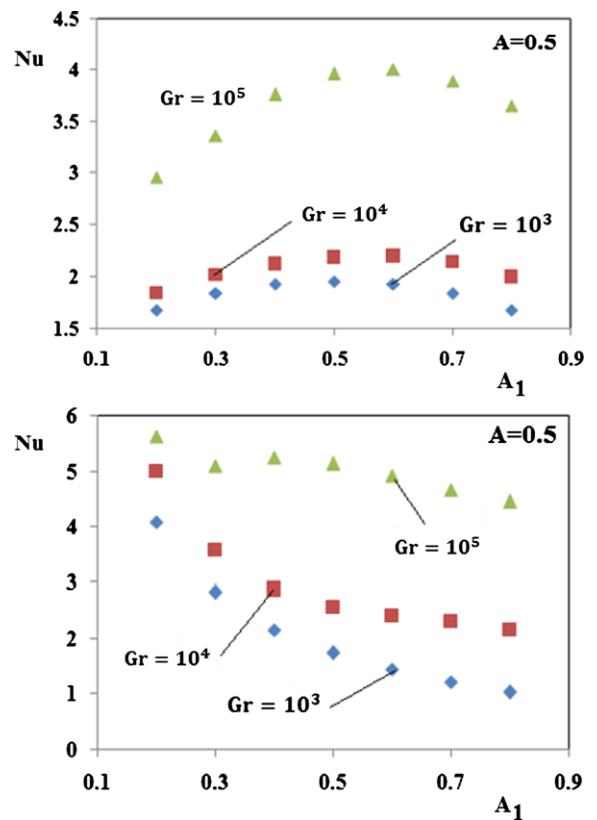 4.5
Nu
A=0.5
4
Gr = 10⁵
3.5
3
2.5
Gr = 10⁴
Gr = 10³
2
1.5
0.1 0.3 0.5 0.7 0.9
A₁
6
Nu
A=0.5
5
4
Gr = 10⁵
3
2
Gr = 10⁴
1
Gr = 10³
0
0.1 0.3 0.5 0.7 0.9
A₁